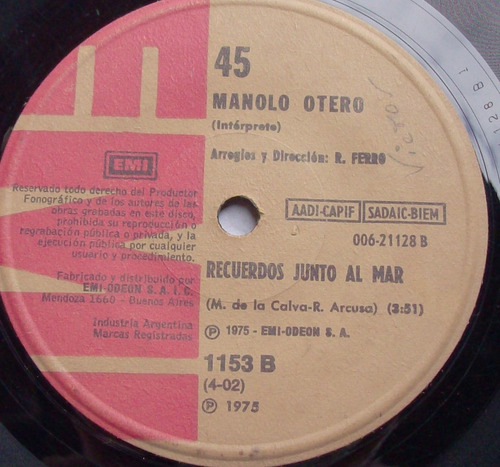 45
MANOLO OTERO
(Intérprete)
Arreglos y Dirección: R. FERRO
EMI
Reservado todo derecho del Productor
Fonográfico y de los autores de las
obras grabadas en este disco,
prohibida su reproducción o
regrabación pública o privada, y la
ejecución pública por cualquier
usuario y procedimiento.
AADI-CAPIF SADAIC-BIEM
006-21128 B
RECUERDOS JUNTO AL MAR
Fabricado y distribuido por
EMI-ODEON S.A.I.C.
Mendoza 1660 - Buenos Aires
(M. de la Calva-R. Arcusa) (3:51)
Industria Argentina
Marcas Registradas
Ⓟ 1975 - EMI-ODEON S. A.
1153 B
(4-02)
Ⓟ 1975